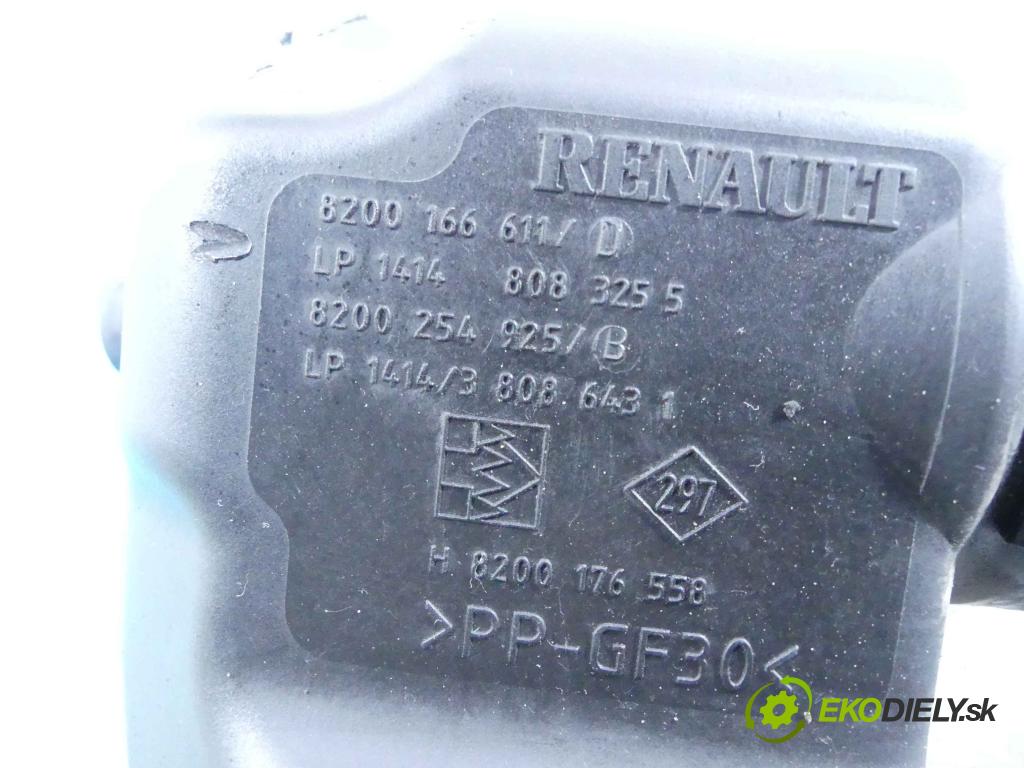 RENAULT
8200 166 611/ D
LP 1414 808 325 5
8200 254 925/ B
LP 1414/3 808 643 1
297
H 8200 176 558
>PP-GF30<
EKODIELY.sk